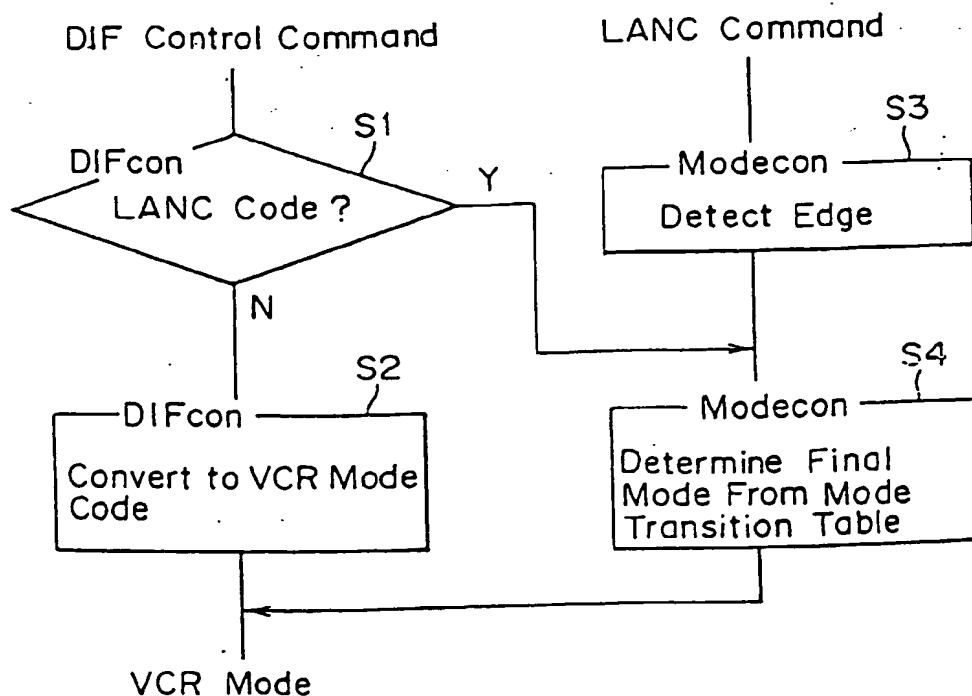 DIF Control Command
LANC Command
S1
DIFcon
LANC Code?
Y
N
S3
Modecon
Detect Edge
S2
DIFcon
Convert to VCR Mode
Code
S4
Modecon
Determine Final
Mode From Mode
Transition Table
VCR Mode